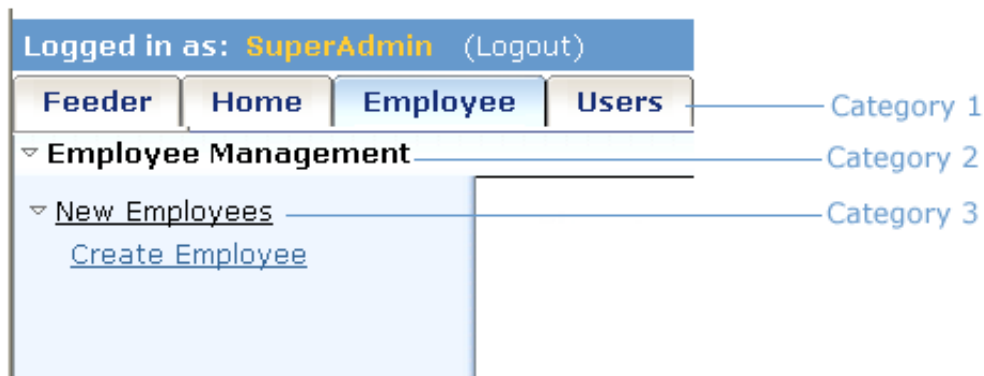 Logged in as: SuperAdmin (Logout)
Feeder Home Employee Users
Category 1
Employee Management
Category 2
New Employees
Category 3
Create Employee